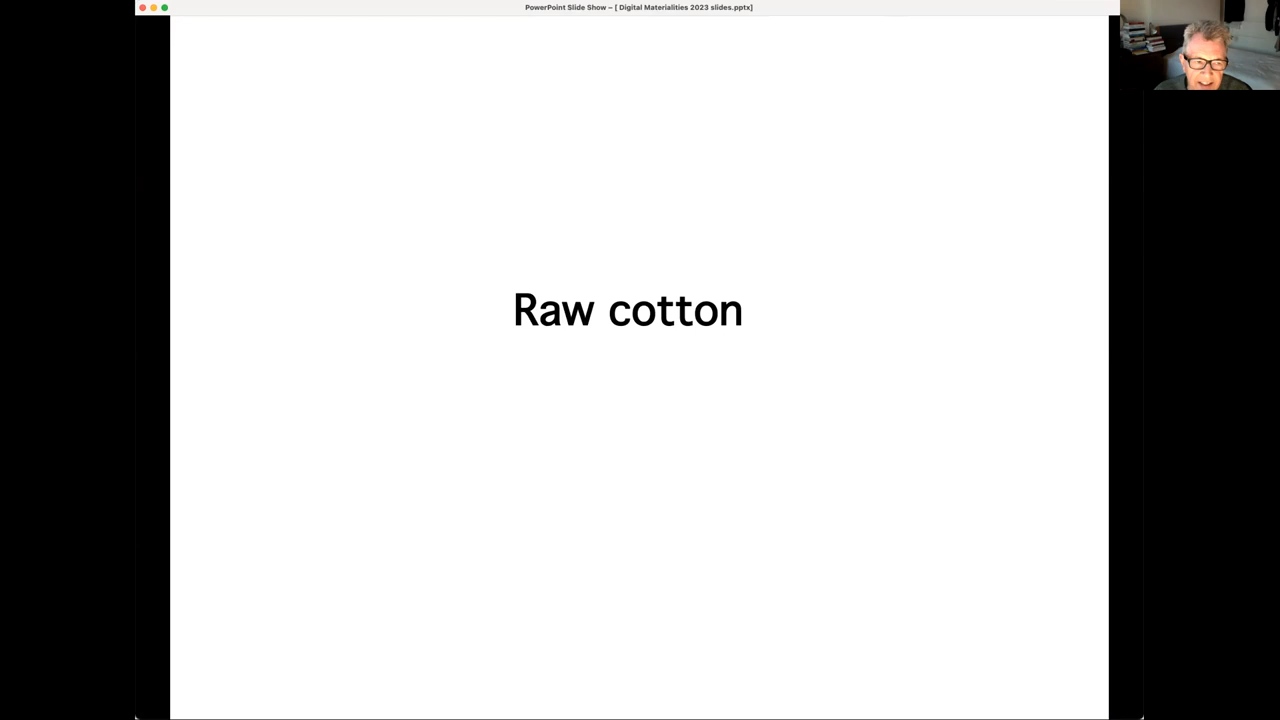 PowerPoint Slide Show – [ Digital Materialities 2023 slides.pptx]
Raw cotton